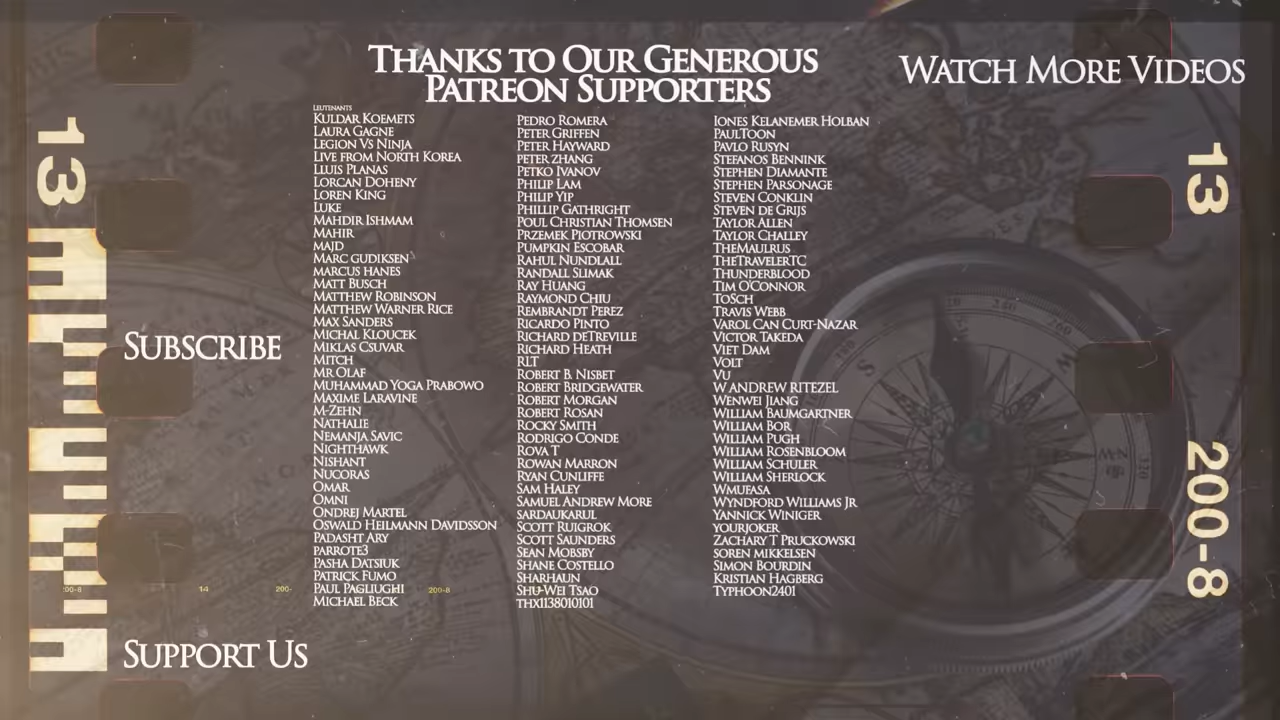 Thanks to Our Generous
Patreon Supporters
Watch More Videos
Lieutenants
Kuldar Koemets
Laura Gagne
Legion Vs Ninja
Live from North Korea
Lluis Planas
Lorcan Doheny
Loren King
Luke
Mahdir Ishmam
Mahir
majd
Marc gudiksen
marcus hanes
Matt Busch
Matthew Robinson
Matthew Warner Rice
Max Sanders
Michal Kloucek
Miklas Csuvar
Mitch
Mr Olaf
Muhammad Yoga Prabowo
Maxime Laravine
M-Zehn
Nathalie
Nemanja Savic
Nighthawk
Nishant
Nucoras
Omar
Omni
Ondrej Martel
Oswald Heilmann Davidsson
Padasht Ary
parrote3
Pasha Datsiuk
Patrick Fumo
Paul Pagliughi
Michael Beck
Pedro Romera
Peter Griffen
Peter Hayward
peter zhang
Petko Ivanov
Philip Lam
Philip Yip
Phillip Gathright
Poul Christian Thomsen
Przemek Piotrowski
Pumpkin Escobar
Rahul Nundlall
Randall Slimak
Ray Huang
Raymond Chiu
Rembrandt Perez
Ricardo Pinto
Richard deTreville
Richard Heath
RLT
Robert B. Nisbet
Robert Bridgewater
Robert Morgan
Robert Rosan
Rocky Smith
Rodrigo Conde
Rova T
Rowan Marron
Ryan Cunliffe
Sam Haley
Samuel Andrew More
sardaukarul
Scott Ruigrok
Scott Saunders
Sean Mobsby
Shane Costello
Sharhaun
Shu-Wei Tsao
thx1138010101
Iones Kelanemer Holban
PaulToon
Pavlo Rusyn
Stefanos Bennink
Stephen Diamante
Stephen Parsonage
Steven Conklin
Steven de Grijs
Taylor Allen
Taylor Challey
TheMaulrus
TheTravelerTC
Thunderblood
Tim O'Connor
ToSch
Travis Webb
Varol Can Curt-Nazar
Victor Takeda
Viet Dam
Volt
Vu
W Andrew Ritezel
Wenwei Jiang
William Baumgartner
William Bor
William Pugh
William Rosenbloom
William Schuler
William Sherlock
Wmufasa
Wyndford Williams Jr
Yannick Winiger
yourjoker
Zachary T Pruckowski
soren mikkelsen
Simon Bourdin
Kristian Hagberg
Typhoon2401
Subscribe
Support Us
13
13
200-8
14
200-
200-8